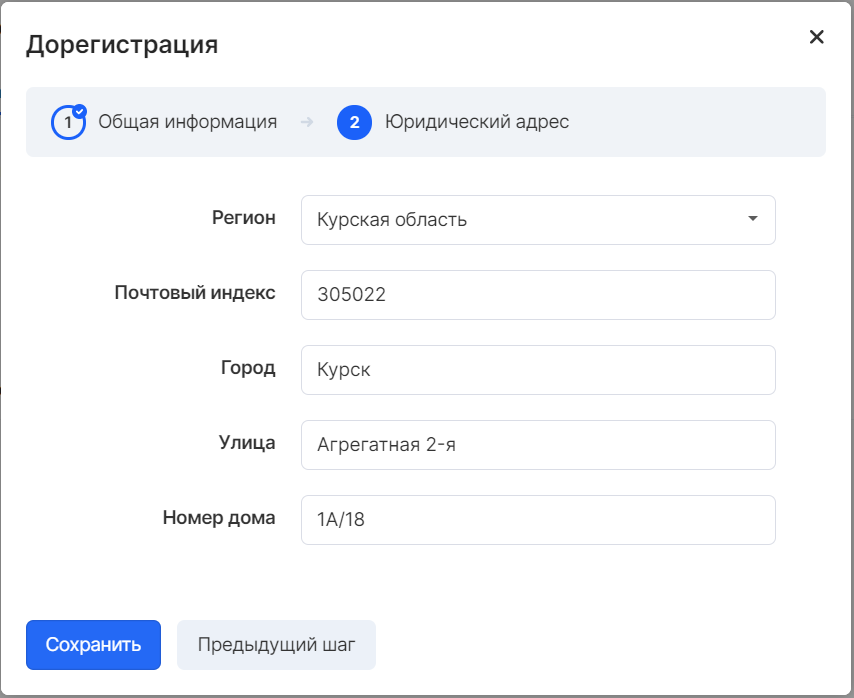 Дорегистрация
1 Общая информация → 2 Юридический адрес
Регион Курская область
Почтовый индекс 305022
Город Курск
Улица Агрегатная 2-я
Номер дома 1А/18
Сохранить Предыдущий шаг